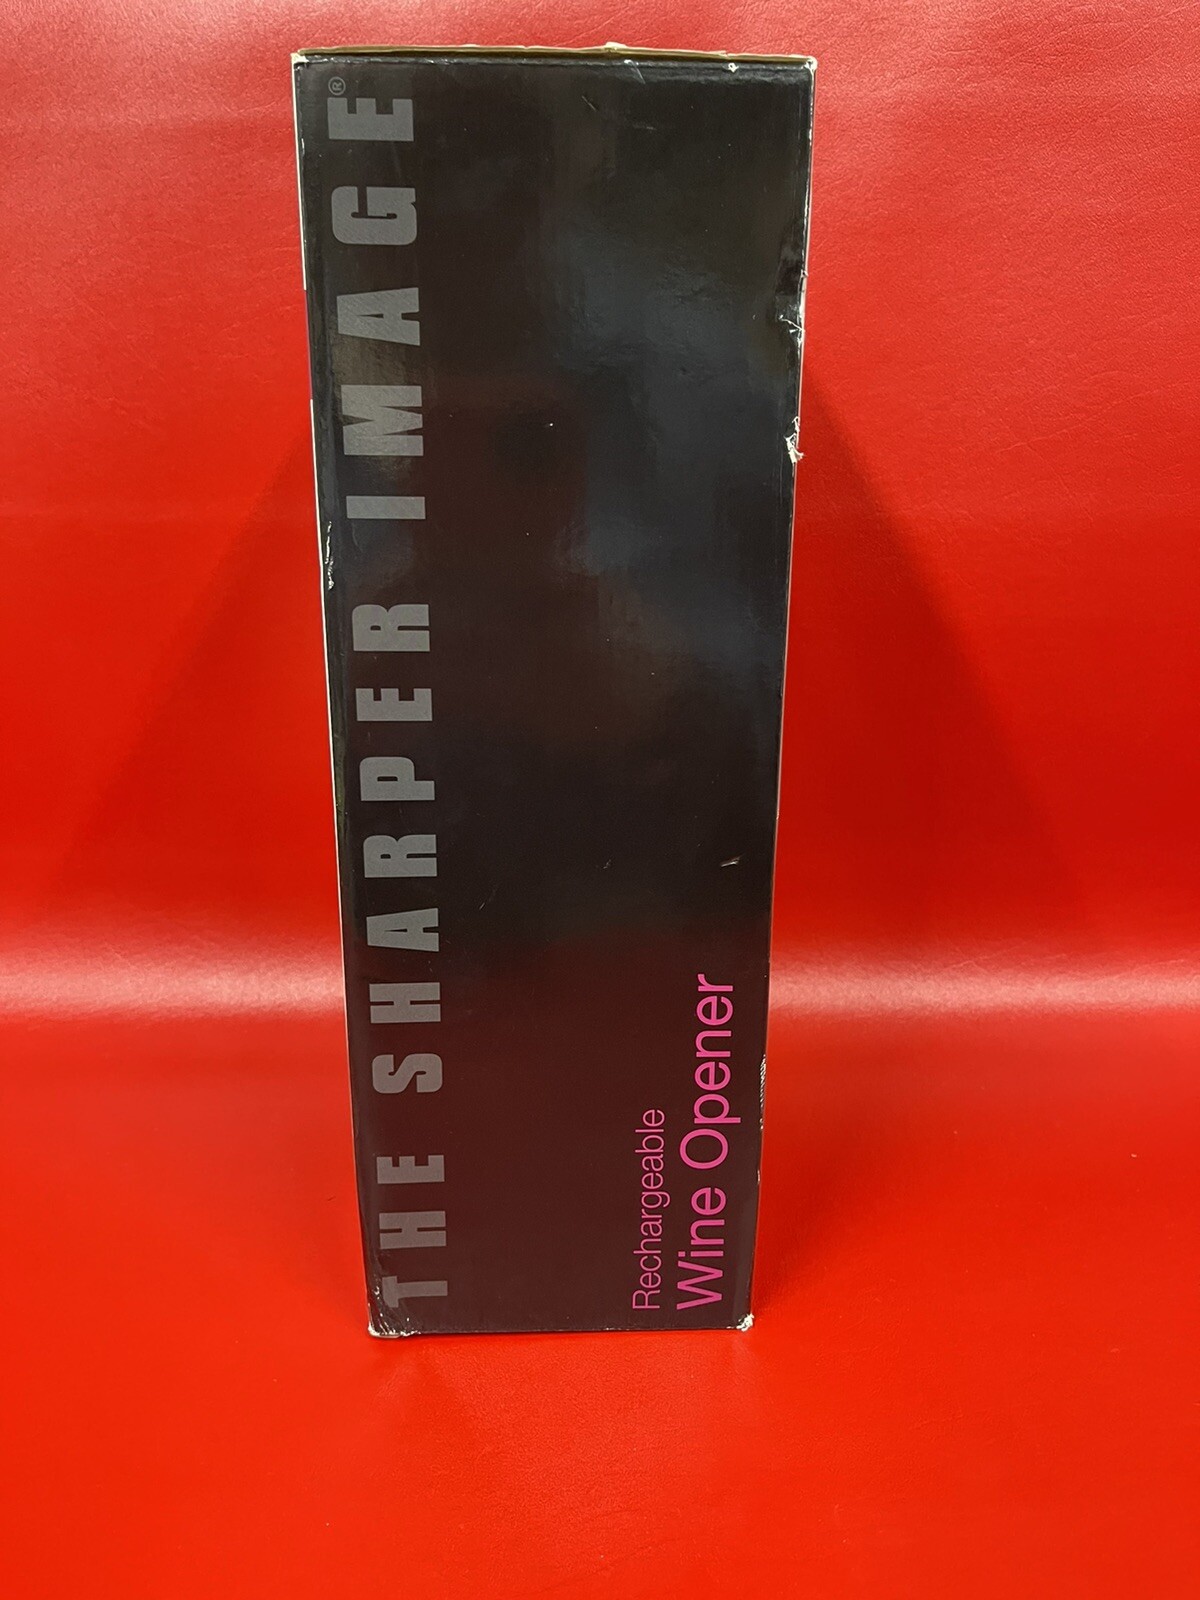 THE SHARPER IMAGE®
Rechargeable
Wine Opener